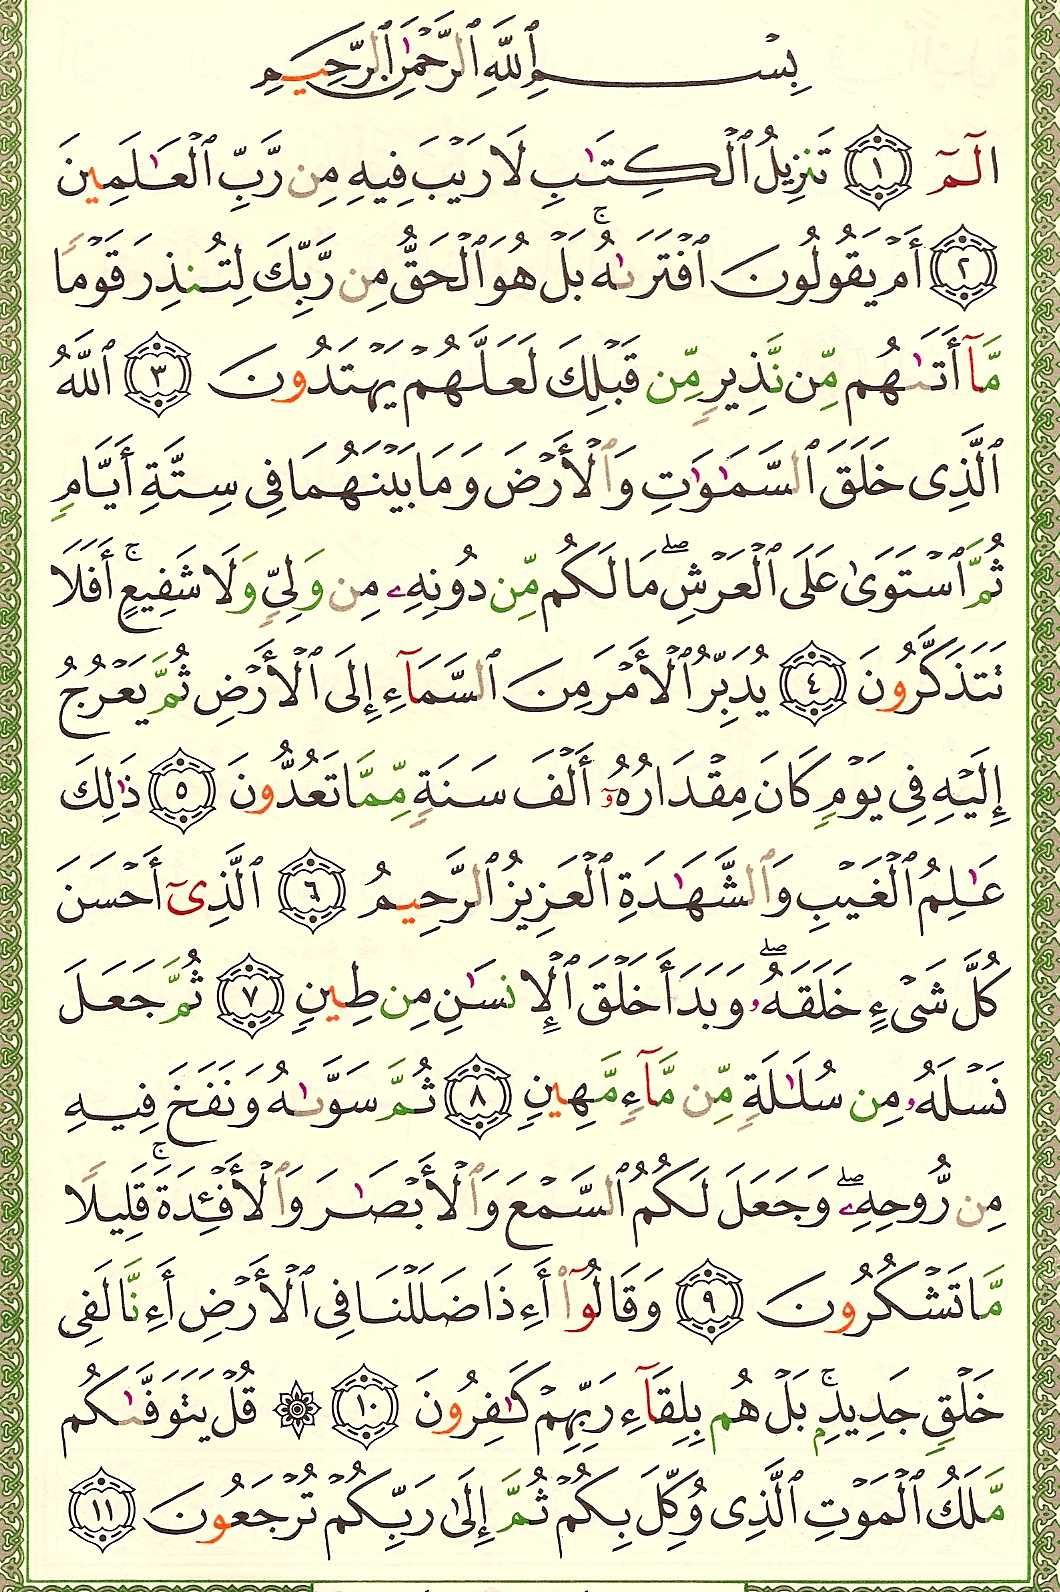 بِسْمِ ٱللَّهِ ٱلرَّحْمَٰنِ ٱلرَّحِيمِ
الٓمٓ ١ تَنزِيلُ ٱلْكِتَٰبِ لَا رَيْبَ فِيهِ مِن رَّبِّ ٱلْعَٰلَمِينَ
٢ أَمْ يَقُولُونَ ٱفْتَرَىٰهُ ۚ بَلْ هُوَ ٱلْحَقُّ مِن رَّبِّكَ لِتُنذِرَ قَوْمًا
مَّآ أَتَىٰهُم مِّن نَّذِيرٍ مِّن قَبْلِكَ لَعَلَّهُمْ يَهْتَدُونَ ٣ ٱللَّهُ
ٱلَّذِى خَلَقَ ٱلسَّمَٰوَٰتِ وَٱلْأَرْضَ وَمَا بَيْنَهُمَا فِى سِتَّةِ أَيَّامٍ
ثُمَّ ٱسْتَوَىٰ عَلَى ٱلْعَرْشِ ۖ مَا لَكُم مِّن دُونِهِۦ مِن وَلِىٍّ وَلَا شَفِيعٍ ۚ أَفَلَا
تَتَذَكَّرُونَ ٤ يُدَبِّرُ ٱلْأَمْرَ مِنَ ٱلسَّمَآءِ إِلَى ٱلْأَرْضِ ثُمَّ يَعْرُجُ
إِلَيْهِ فِى يَوْمٍ كَانَ مِقْدَارُهُۥٓ أَلْفَ سَنَةٍ مِّمَّا تَعُدُّونَ ٥ ذَٰلِكَ
عَٰلِمُ ٱلْغَيْبِ وَٱلشَّهَٰدَةِ ٱلْعَزِيزُ ٱلرَّحِيمُ ٦ ٱلَّذِىٓ أَحْسَنَ
كُلَّ شَىْءٍ خَلَقَهُۥ ۖ وَبَدَأَ خَلْقَ ٱلْإِنسَٰنِ مِن طِينٍ ٧ ثُمَّ جَعَلَ
نَسْلَهُۥ مِن سُلَٰلَةٍ مِّن مَّآءٍ مَّهِينٍ ٨ ثُمَّ سَوَّىٰهُ وَنَفَخَ فِيهِ
مِن رُّوحِهِۦ ۖ وَجَعَلَ لَكُمُ ٱلسَّمْعَ وَٱلْأَبْصَٰرَ وَٱلْأَفْـِٔدَةَ ۚ قَلِيلًا
مَّا تَشْكُرُونَ ٩ وَقَالُوٓا۟ أَءِذَا ضَلَلْنَا فِى ٱلْأَرْضِ أَءِنَّا لَفِى
خَلْقٍ جَدِيدٍۭ ۚ بَلْ هُم بِلِقَآءِ رَبِّهِمْ كَٰفِرُونَ ١٠ ۞ قُلْ يَتَوَفَّىٰكُم
مَّلَكُ ٱلْمَوْتِ ٱلَّذِى وُكِّلَ بِكُمْ ثُمَّ إِلَىٰ رَبِّكُمْ تُرْجَعُونَ ١١